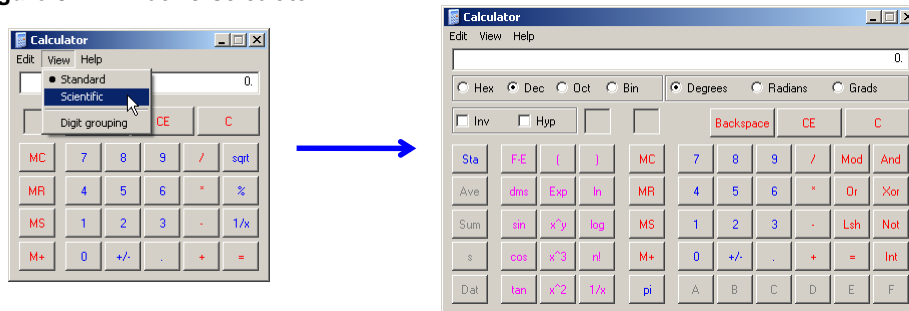 Calculator
Edit View Help
Standard
Scientific
Digit grouping
0.
CE C
MC 7 8 9 / sqrt
MR 4 5 6 * %
MS 1 2 3 - 1/x
M+ 0 +/- . + =
Calculator
Edit View Help
0.
Hex Dec Oct Bin Degrees Radians Grads
Inv Hyp Backspace CE C
Sta F-E ( ) MC 7 8 9 / Mod And
Ave dms Exp ln MR 4 5 6 * Or Xor
Sum sin x^y log MS 1 2 3 - Lsh Not
s cos x^3 n! M+ 0 +/- . + = Int
Dat tan x^2 1/x pi A B C D E F